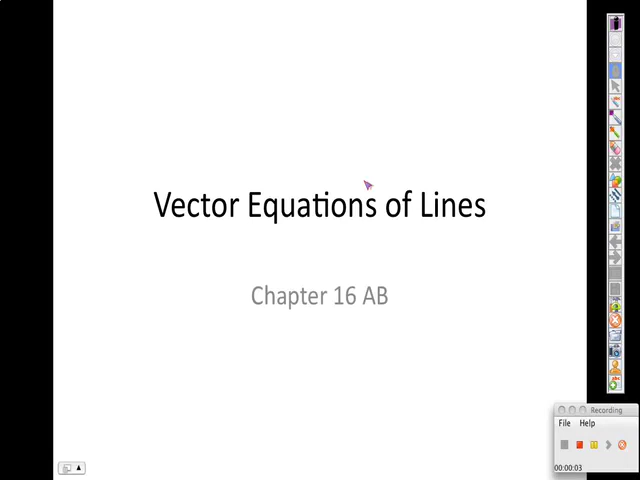 Vector Equations of Lines
Chapter 16 AB
Recording
File Help
00:00:03